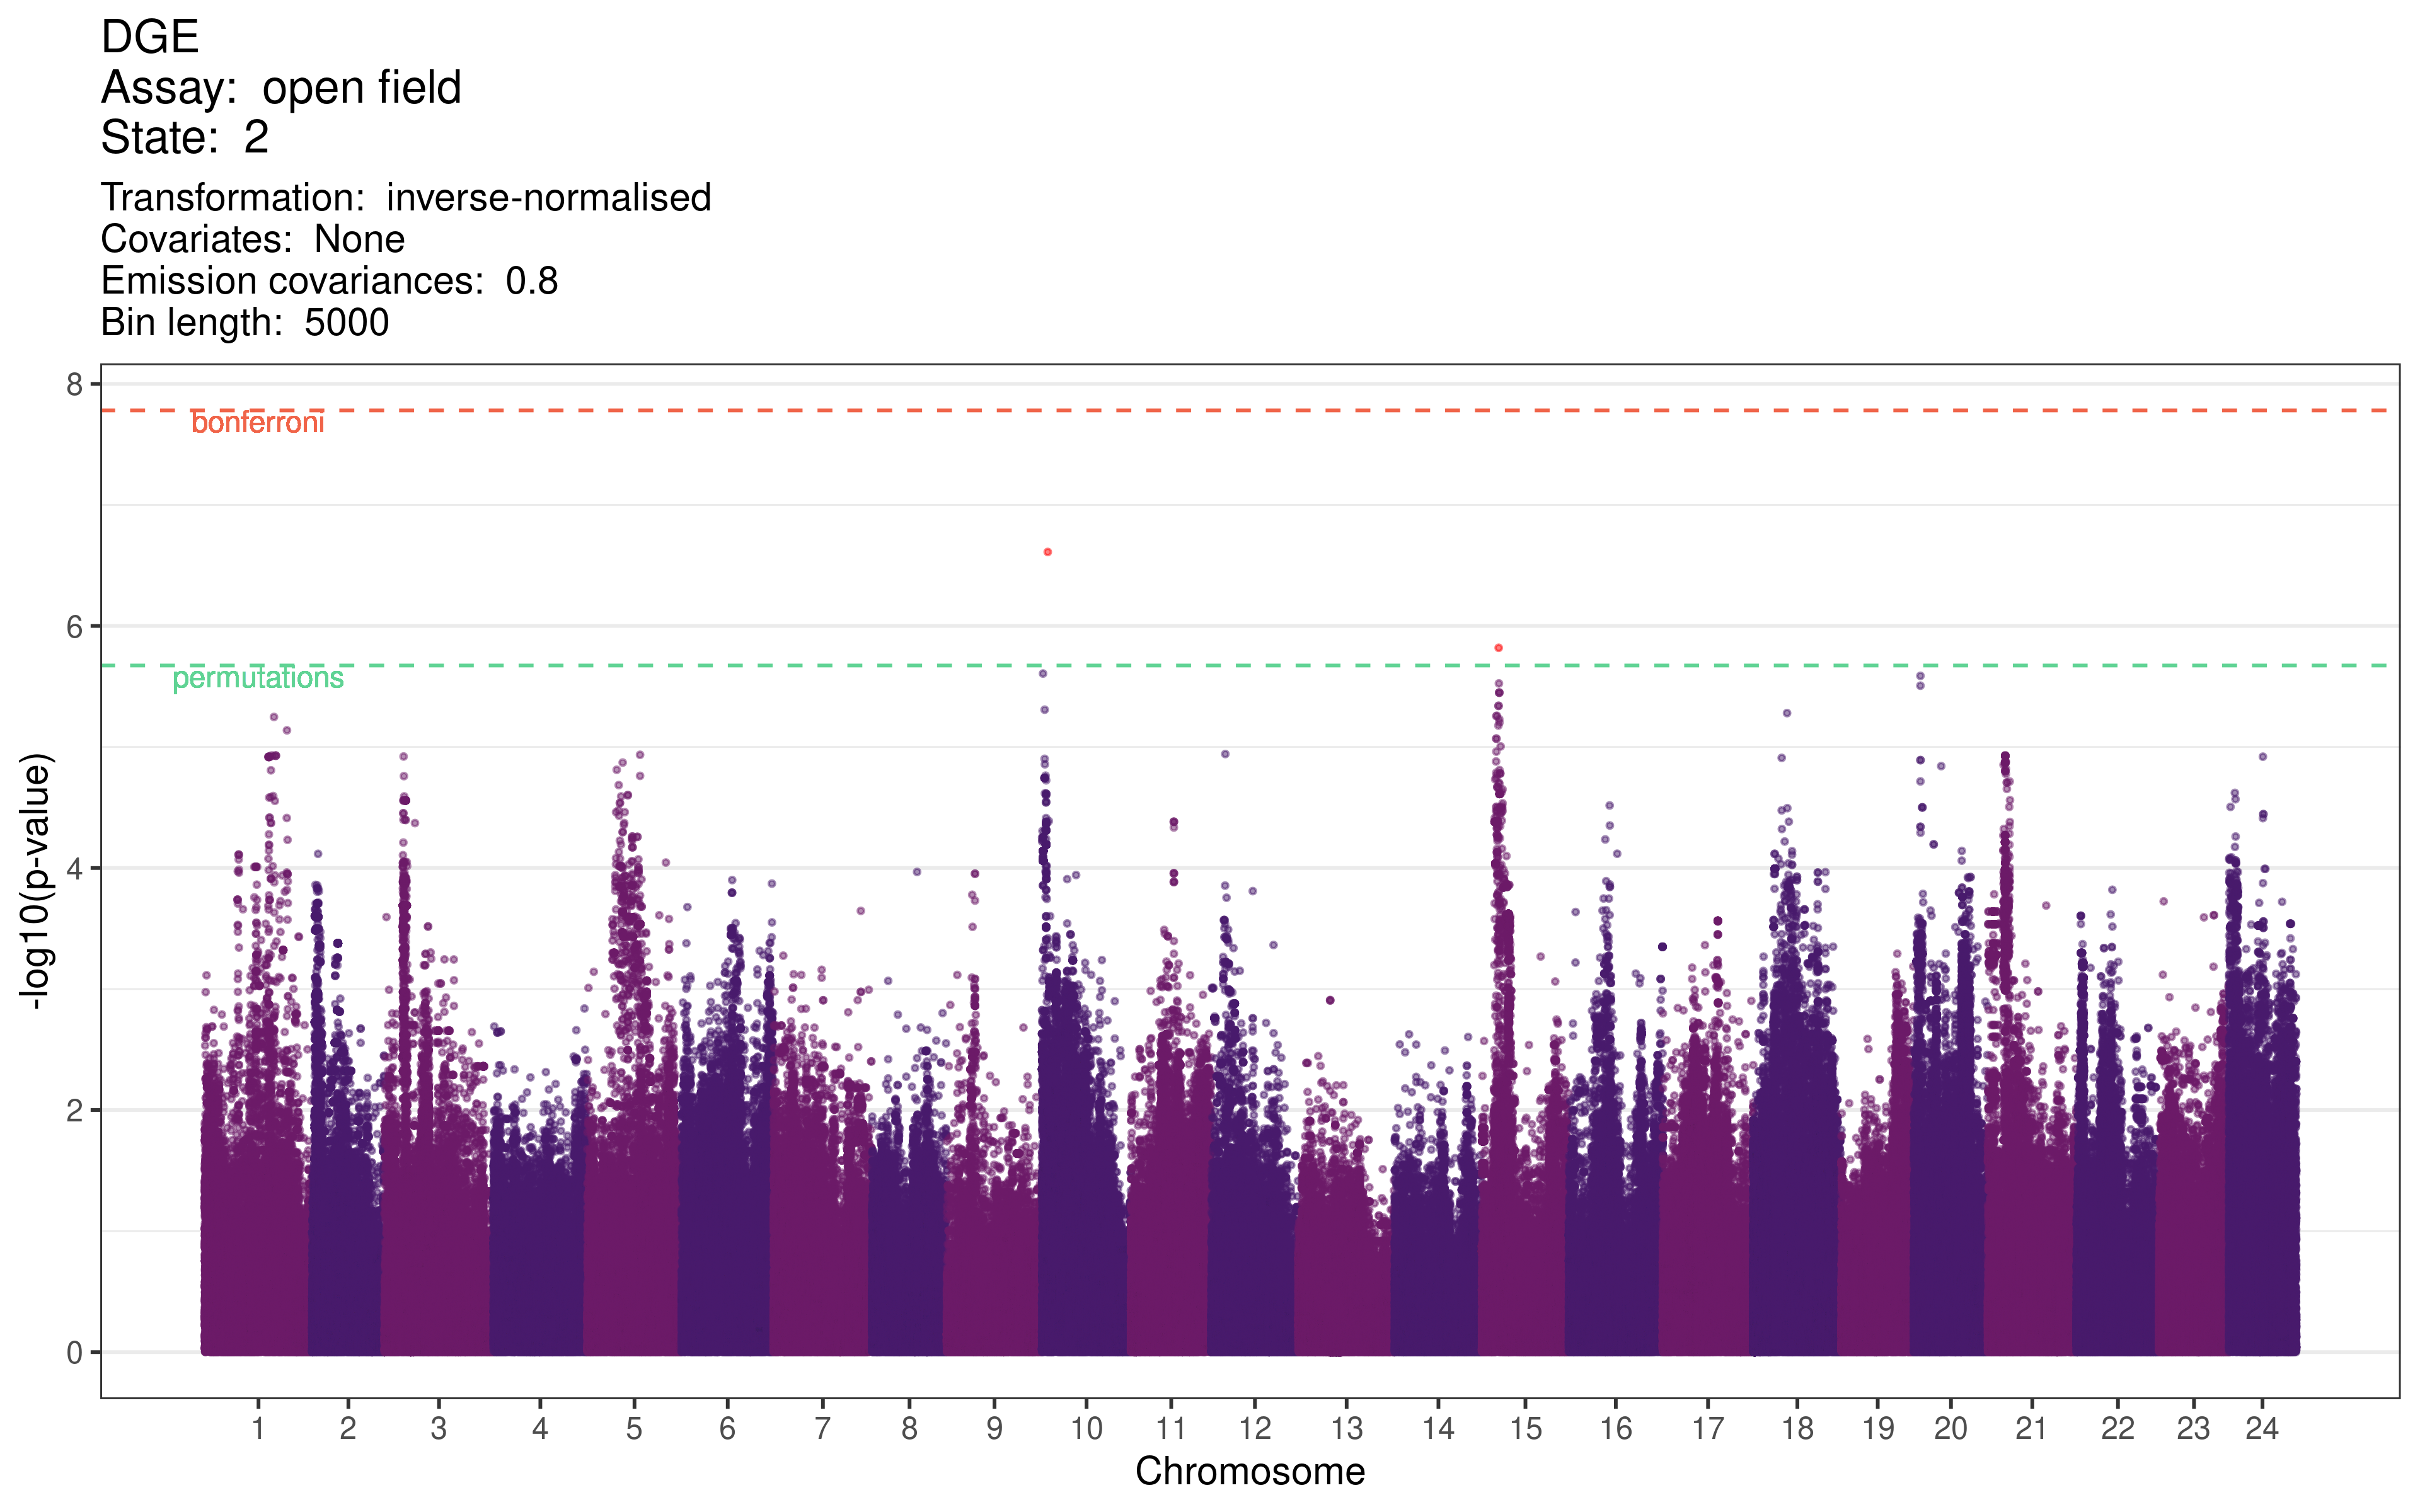 DGE
Assay:  open field
State:  2
Transformation:  inverse-normalised
Covariates:  None
Emission covariances:  0.8
Bin length:  5000
8
bonferroni
6
permutations
4
2
0
-log10(p-value)
1 2 3 4 5 6 7 8 9 10 11 12 13 14 15 16 17 18 19 20 21 22 23 24
Chromosome